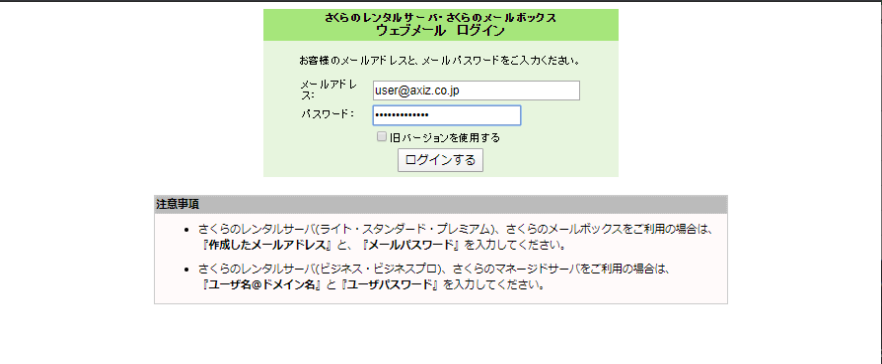 さくらのレンタルサーバ・さくらのメールボックス
ウェブメール ログイン
お客様のメールアドレスと、メールパスワードをご入力ください。
メールアドレ
ス:
user@axiz.co.jp
パスワード:
•••••••••••••
旧バージョンを使用する
ログインする
注意事項
• さくらのレンタルサーバ(ライト・スタンダード・プレミアム)、さくらのメールボックスをご利用の場合は、
『作成したメールアドレス』と、『メールパスワード』を入力してください。
• さくらのレンタルサーバ(ビジネス・ビジネスプロ)、さくらのマネージドサーバをご利用の場合は、
『ユーザ名@ドメイン名』と『ユーザパスワード』を入力してください。